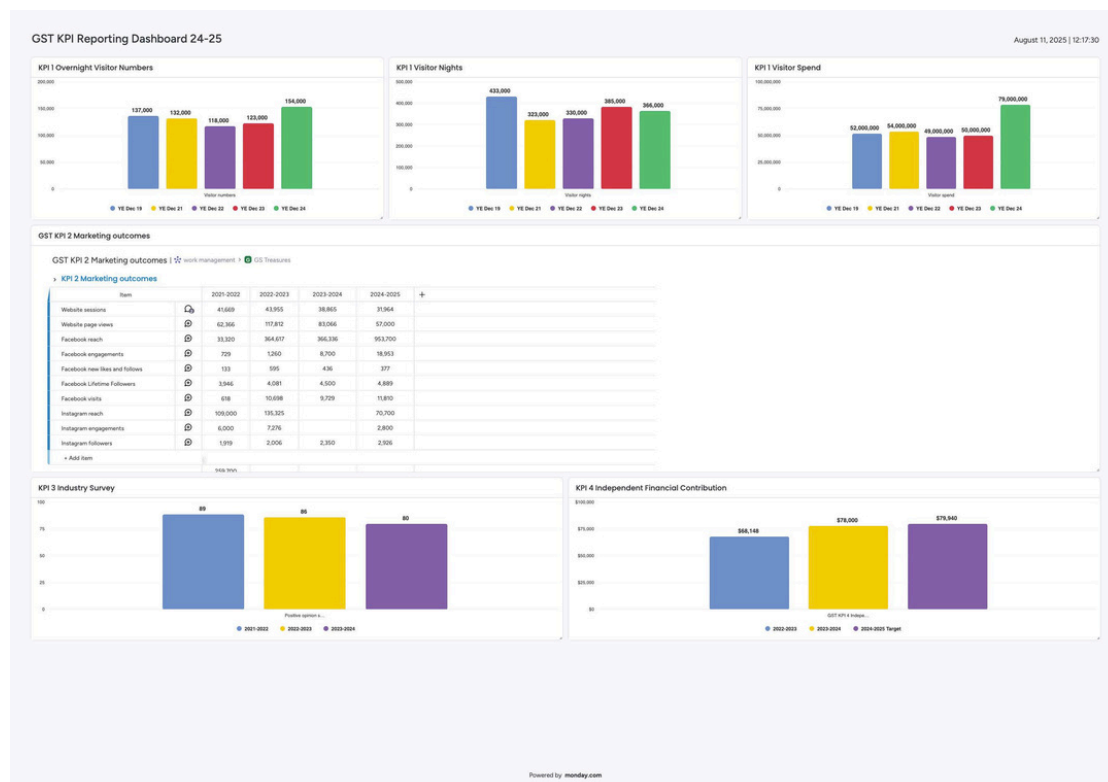 GST KPI Reporting Dashboard 24-25
August 11, 2025 | 12:17:30
KPI 1 Overnight Visitor Numbers
200,000
150,000
100,000
50,000
0
137,000
132,000
118,000
123,000
154,000
Visitor numbers
YE Dec 19 YE Dec 21 YE Dec 22 YE Dec 23 YE Dec 24
KPI 1 Visitor Nights
500,000
400,000
300,000
200,000
100,000
0
433,000
323,000
330,000
385,000
366,000
Visitor nights
YE Dec 19 YE Dec 21 YE Dec 22 YE Dec 23 YE Dec 24
KPI 1 Visitor Spend
100,000,000
75,000,000
50,000,000
25,000,000
0
52,000,000
54,000,000
49,000,000
50,000,000
79,000,000
Visitor spend
YE Dec 19 YE Dec 21 YE Dec 22 YE Dec 23 YE Dec 24
GST KPI 2 Marketing outcomes
GST KPI 2 Marketing outcomes | work management > GS Treasures
KPI 2 Marketing outcomes
Item 2021-2022 2022-2023 2023-2024 2024-2025 +
Website sessions 41,669 43,955 38,865 31,964
Website page views 62,366 117,812 83,066 57,000
Facebook reach 33,320 364,617 366,336 953,700
Facebook engagements 729 1,260 8,700 18,953
Facebook new likes and follows 133 595 436 377
Facebook Lifetime Followers 3,946 4,081 4,500 4,889
Facebook visits 618 10,698 9,729 11,810
Instagram reach 109,000 135,325 70,700
Instagram engagements 6,000 7,276 2,800
Instagram followers 1,919 2,006 2,350 2,926
+ Add item
KPI 3 Industry Survey
100
75
50
25
0
89
86
80
Positive opinion s...
2021-2022 2022-2023 2023-2024
KPI 4 Independent Financial Contribution
$100,000
$75,000
$50,000
$25,000
$0
$68,148
$78,000
$79,940
GST KPI 4 Indepe...
2022-2023 2023-2024 2024-2025 Target
Powered by monday.com